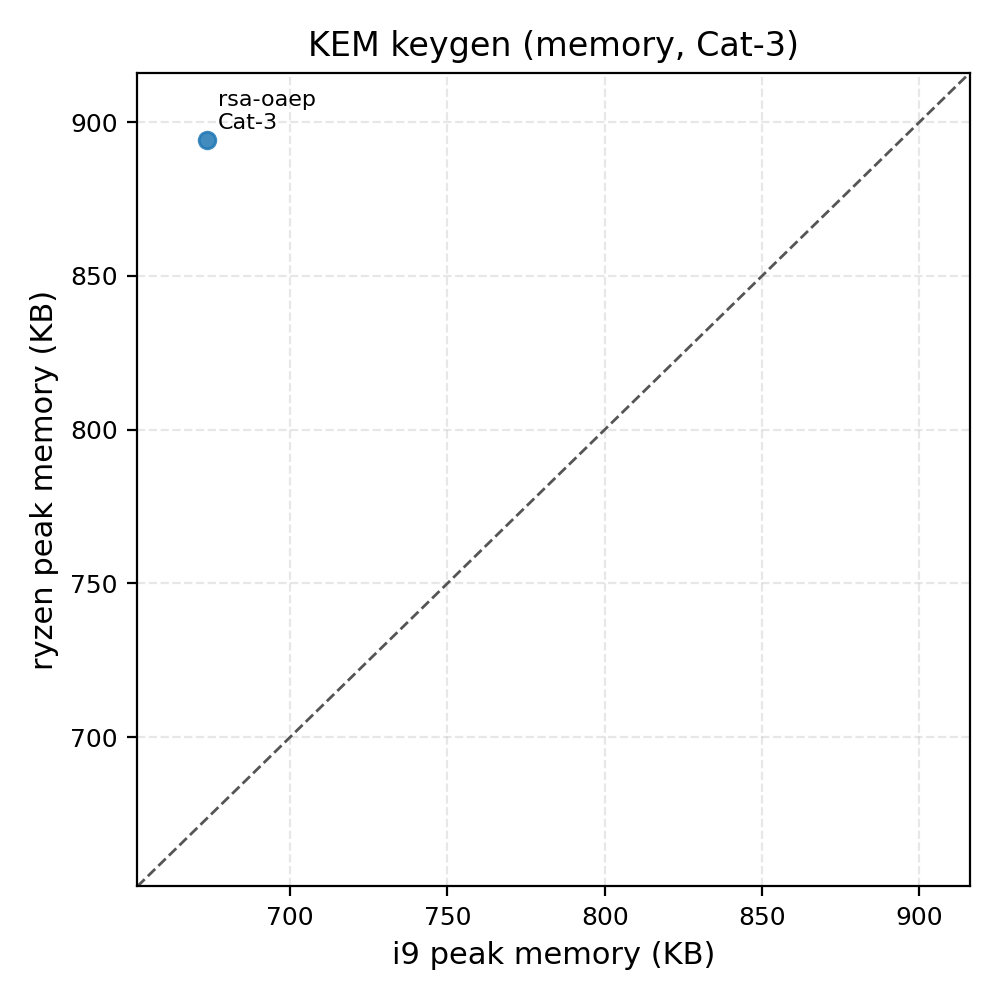 KEM keygen (memory, Cat-3)
rsa-oaep
Cat-3
900
850
800
750
700
ryzen peak memory (KB)
700 750 800 850 900
i9 peak memory (KB)